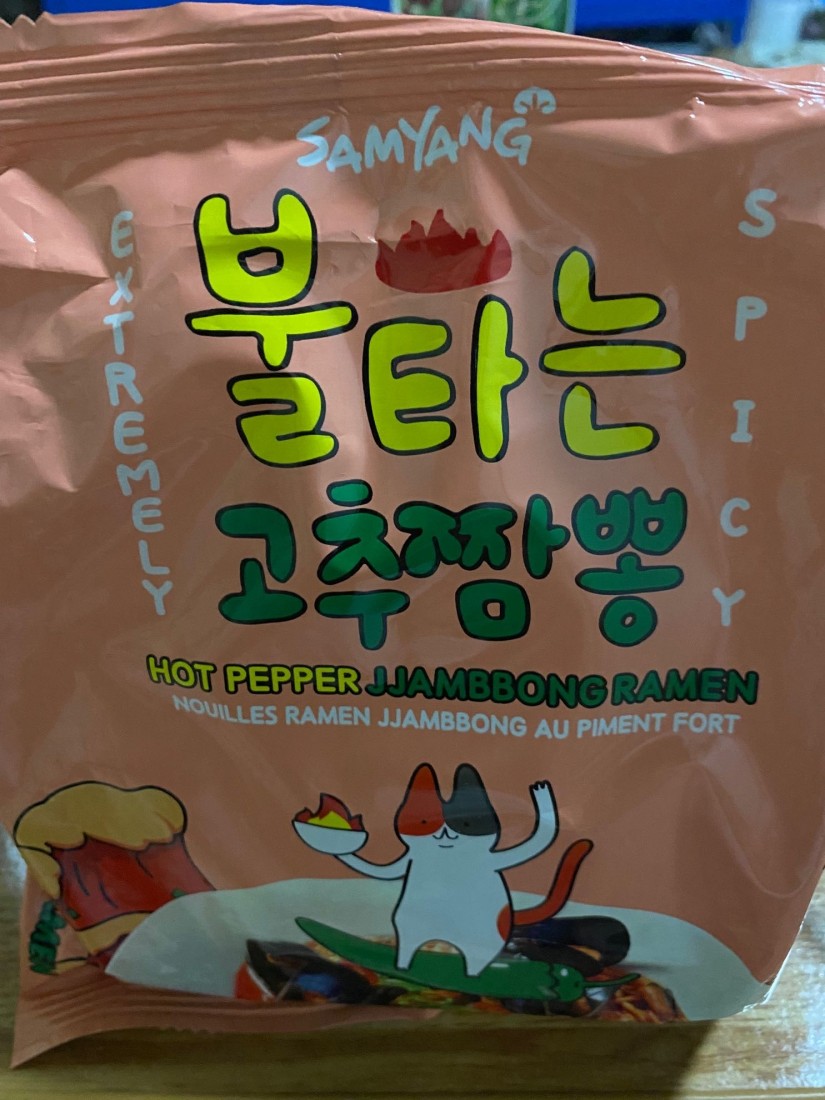 SAMYANG
EXTREMELY
SPICY
불타는
고추짬뽕
HOT PEPPER JJAMBBONG RAMEN
NOUILLES RAMEN JJAMBBONG AU PIMENT FORT